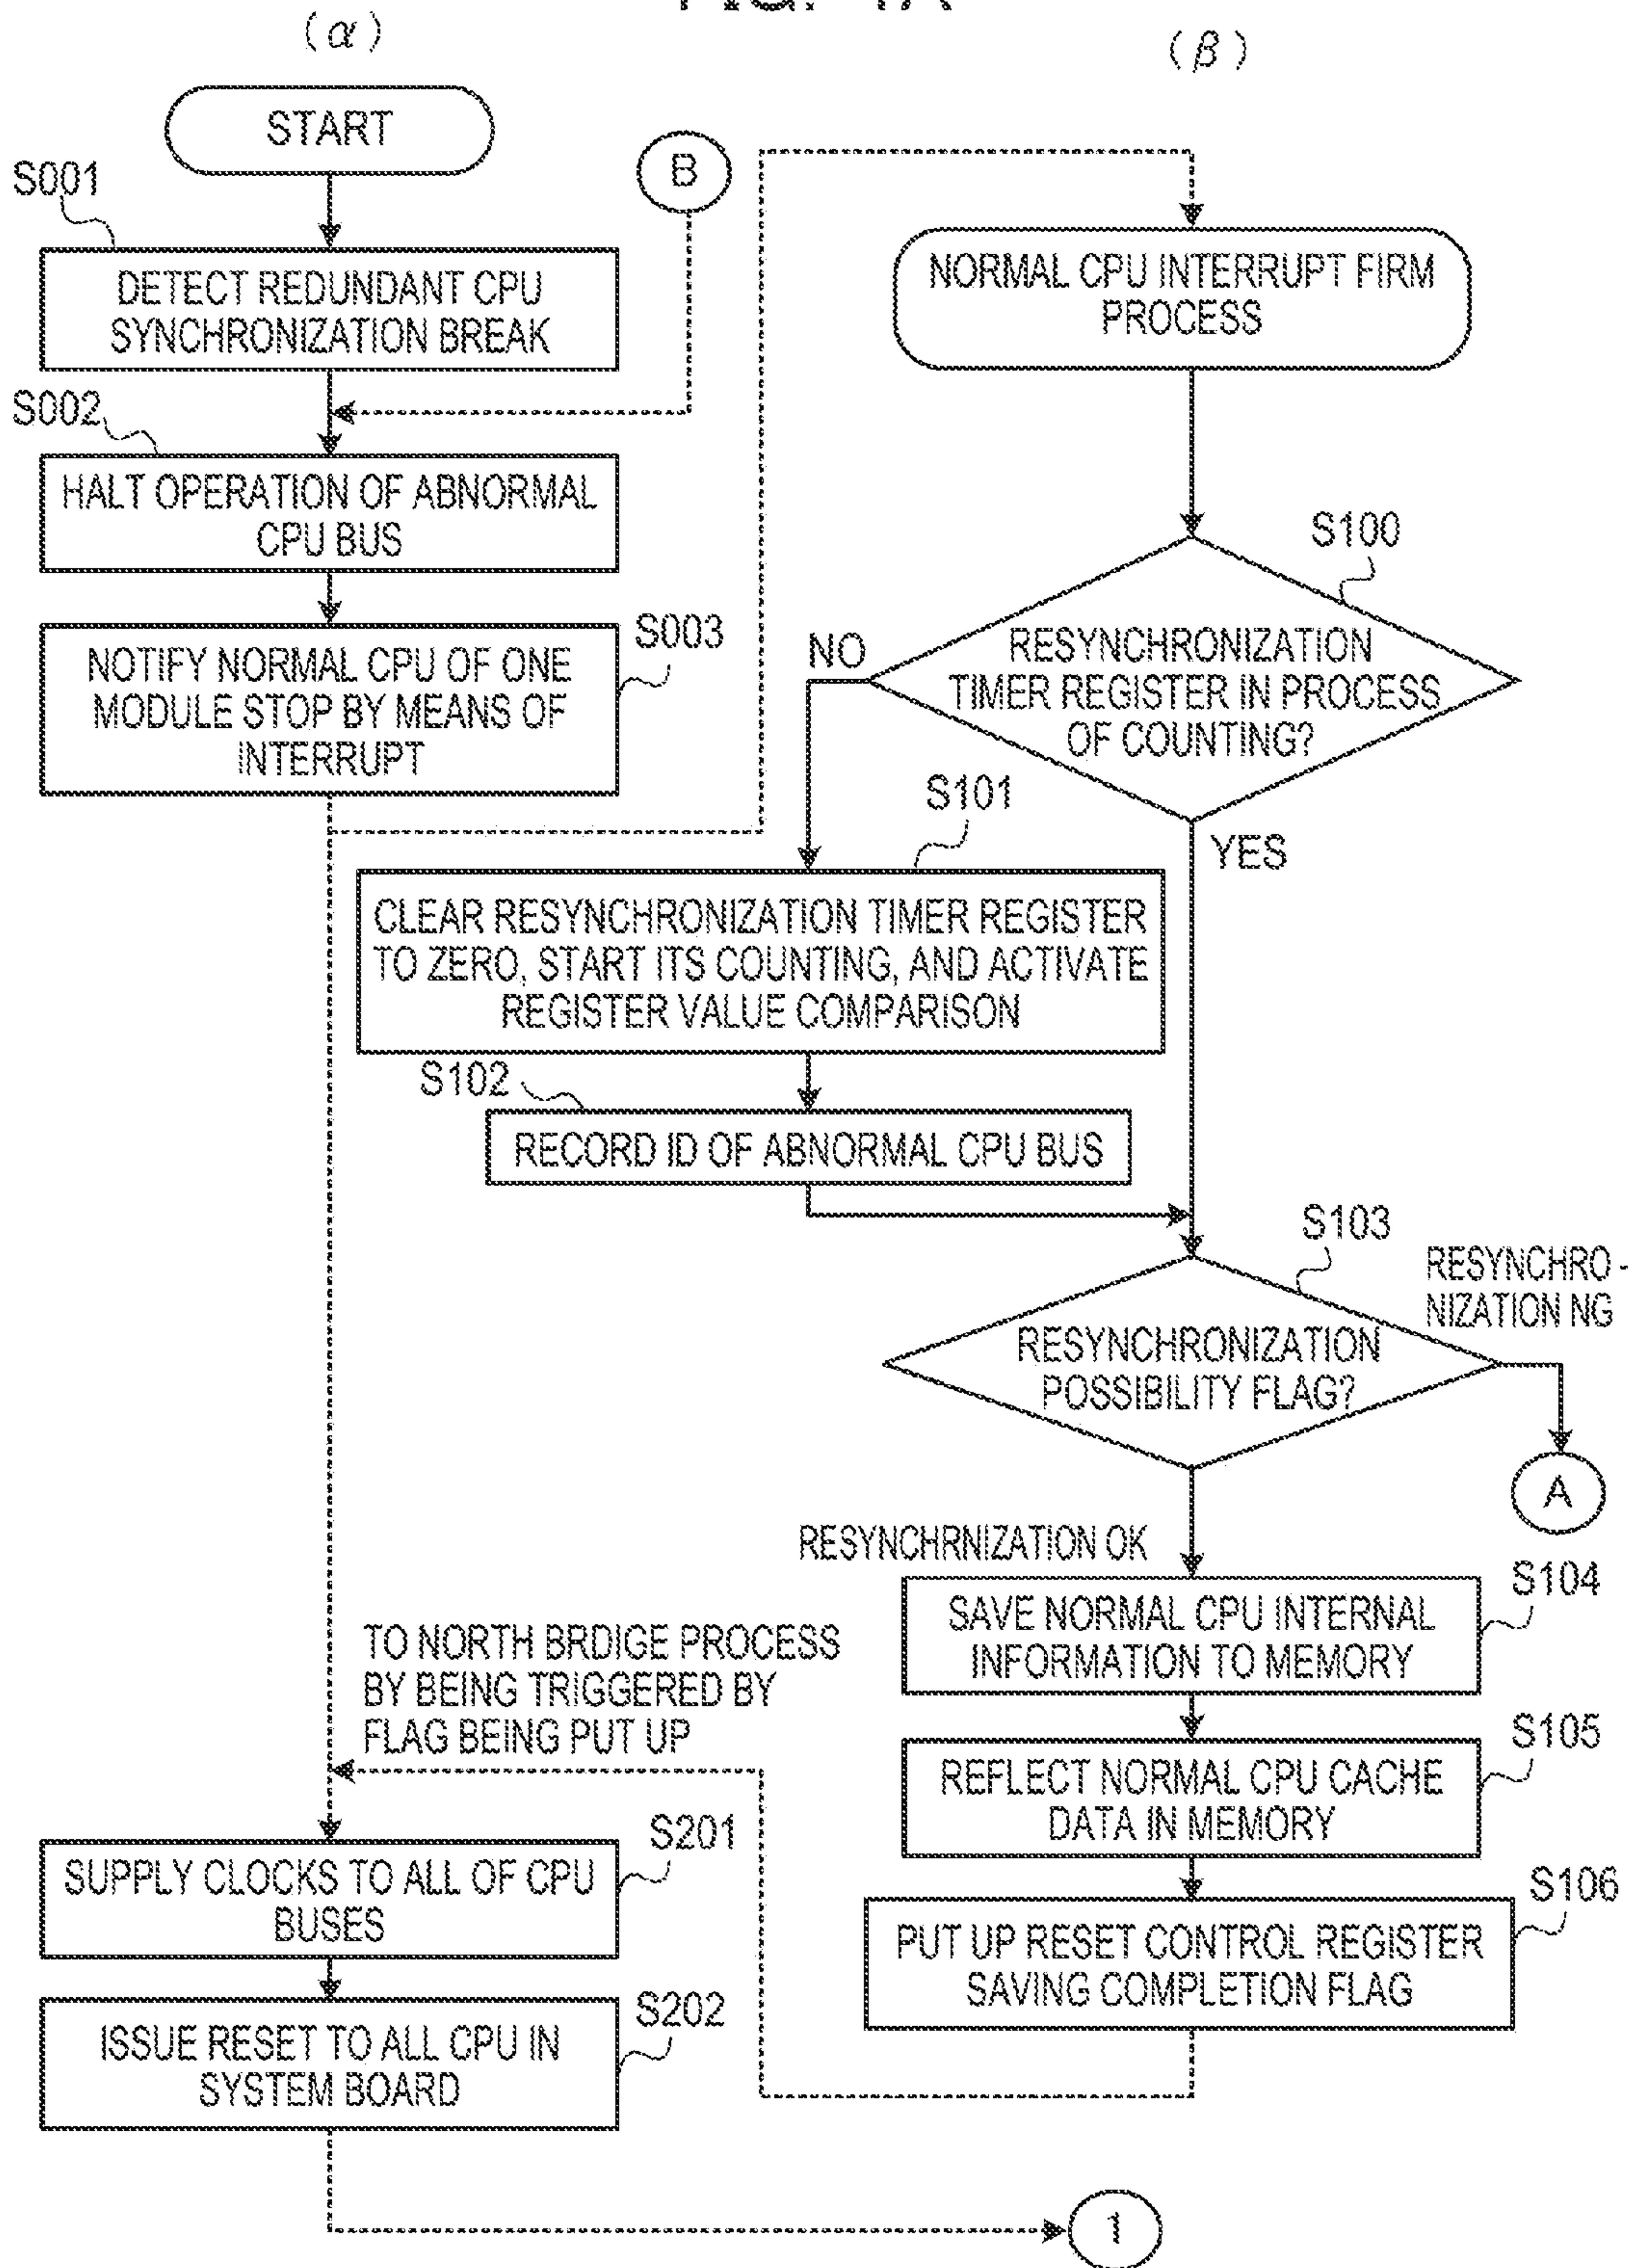 (α)
(β)
START
B
S001
DETECT REDUNDANT CPU
SYNCHRONIZATION BREAK
NORMAL CPU INTERRUPT FIRM
PROCESS
S002
HALT OPERATION OF ABNORMAL
CPU BUS
S100
S003
NOTIFY NORMAL CPU OF ONE
MODULE STOP BY MEANS OF
INTERRUPT
NO
RESYNCHRONIZATION
TIMER REGISTER IN PROCESS
OF COUNTING?
S101
YES
CLEAR RESYNCHRONIZATION TIMER REGISTER
TO ZERO, START ITS COUNTING, AND ACTIVATE
REGISTER VALUE COMPARISON
S102
RECORD ID OF ABNORMAL CPU BUS
S103
RESYNCHRO -
NIZATION NG
RESYNCHRONIZATION
POSSIBILITY FLAG?
A
RESYNCHRNIZATION OK
S104
SAVE NORMAL CPU INTERNAL
INFORMATION TO MEMORY
TO NORTH BRDIGE PROCESS
BY BEING TRIGGERED BY
FLAG BEING PUT UP
S105
REFLECT NORMAL CPU CACHE
DATA IN MEMORY
S201
SUPPLY CLOCKS TO ALL OF CPU
BUSES
S106
PUT UP RESET CONTROL REGISTER
SAVING COMPLETION FLAG
S202
ISSUE RESET TO ALL CPU IN
SYSTEM BOARD
1